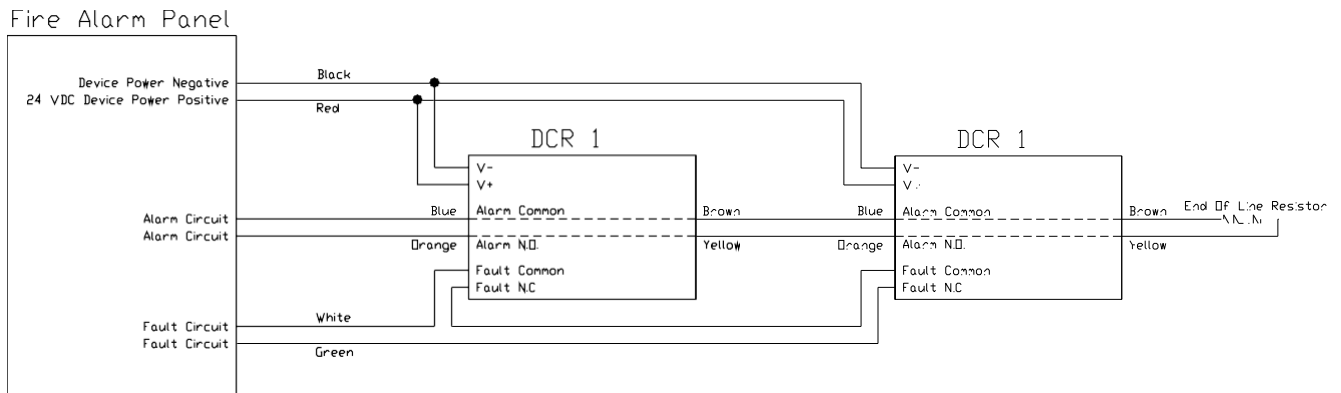 Fire Alarm Panel
Device Power Negative
24 VDC Device Power Positive
Black
Red
DCR 1
V-
V+
Blue
Alarm Common
Brown
Orange
Alarm N.O.
Yellow
Fault Common
Fault N.C
DCR 1
V-
Blue
Alarm Common
Brown
Orange
Alarm N.O.
Yellow
Fault Common
Fault N.C
End Of Line Resistor
Alarm Circuit
Alarm Circuit
White
Fault Circuit
Fault Circuit
Green